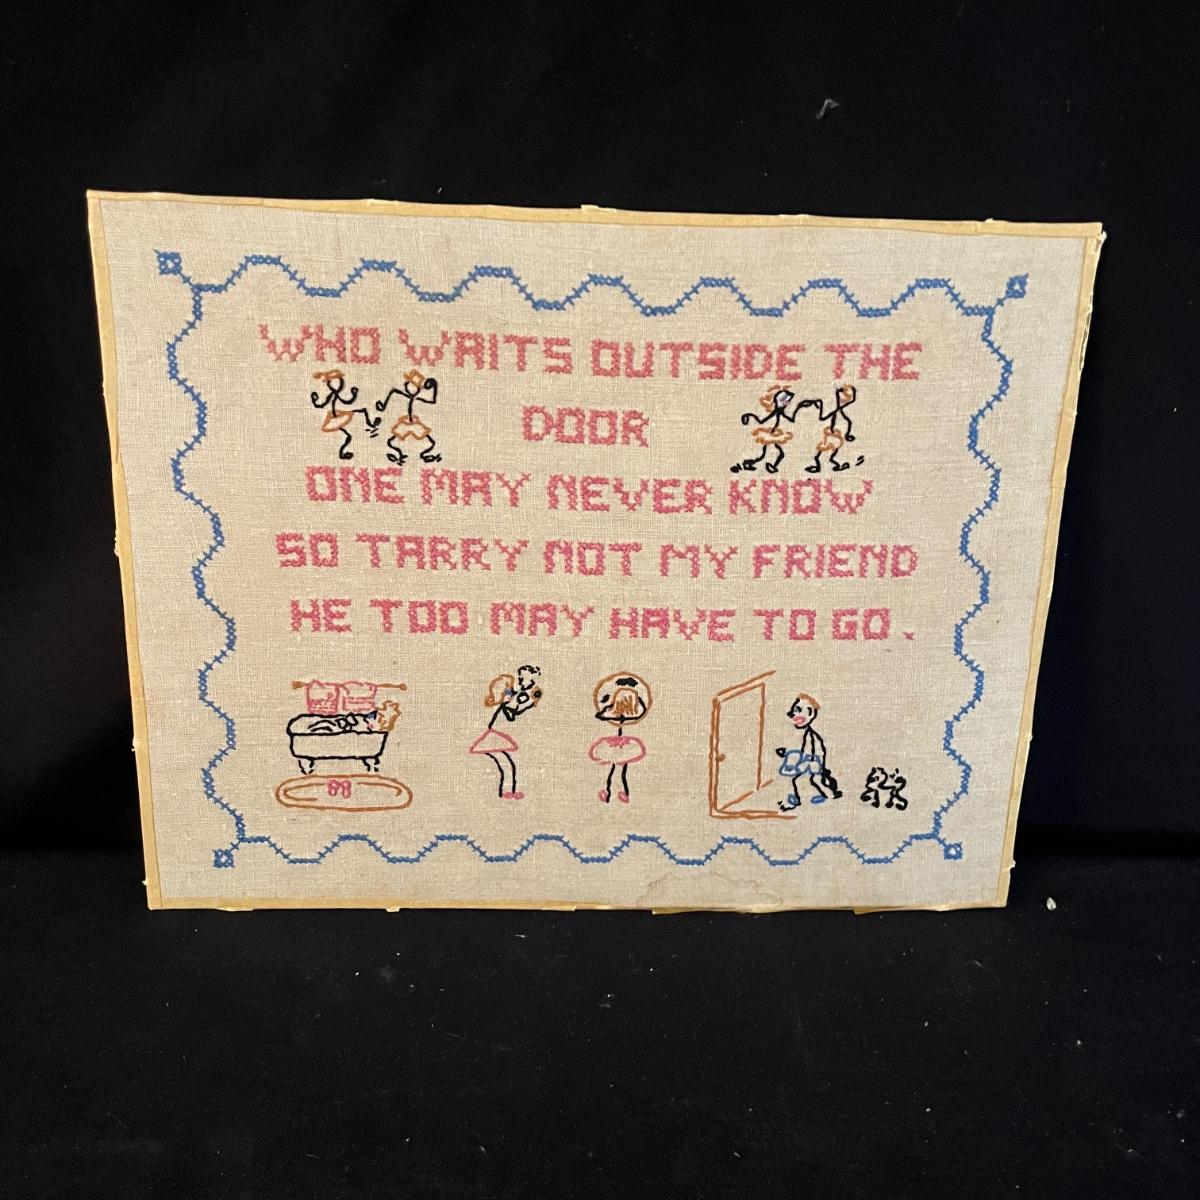 WHO WAITS OUTSIDE THE
DOOR
ONE MAY NEVER KNOW
SO TARRY NOT MY FRIEND
HE TOO MAY HAVE TO GO.